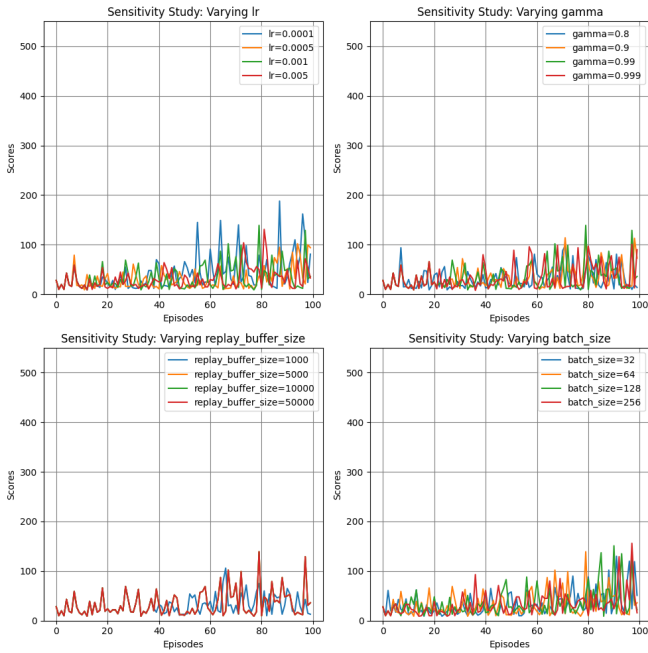 Sensitivity Study: Varying lr
Scores
500
400
300
200
100
0
lr=0.0001
lr=0.0005
lr=0.001
lr=0.005
0 20 40 60 80 100
Episodes
Sensitivity Study: Varying gamma
Scores
500
400
300
200
100
0
gamma=0.8
gamma=0.9
gamma=0.99
gamma=0.999
0 20 40 60 80 100
Episodes
Sensitivity Study: Varying replay_buffer_size
Scores
500
400
300
200
100
0
replay_buffer_size=1000
replay_buffer_size=5000
replay_buffer_size=10000
replay_buffer_size=50000
0 20 40 60 80 100
Episodes
Sensitivity Study: Varying batch_size
Scores
500
400
300
200
100
0
batch_size=32
batch_size=64
batch_size=128
batch_size=256
0 20 40 60 80 100
Episodes